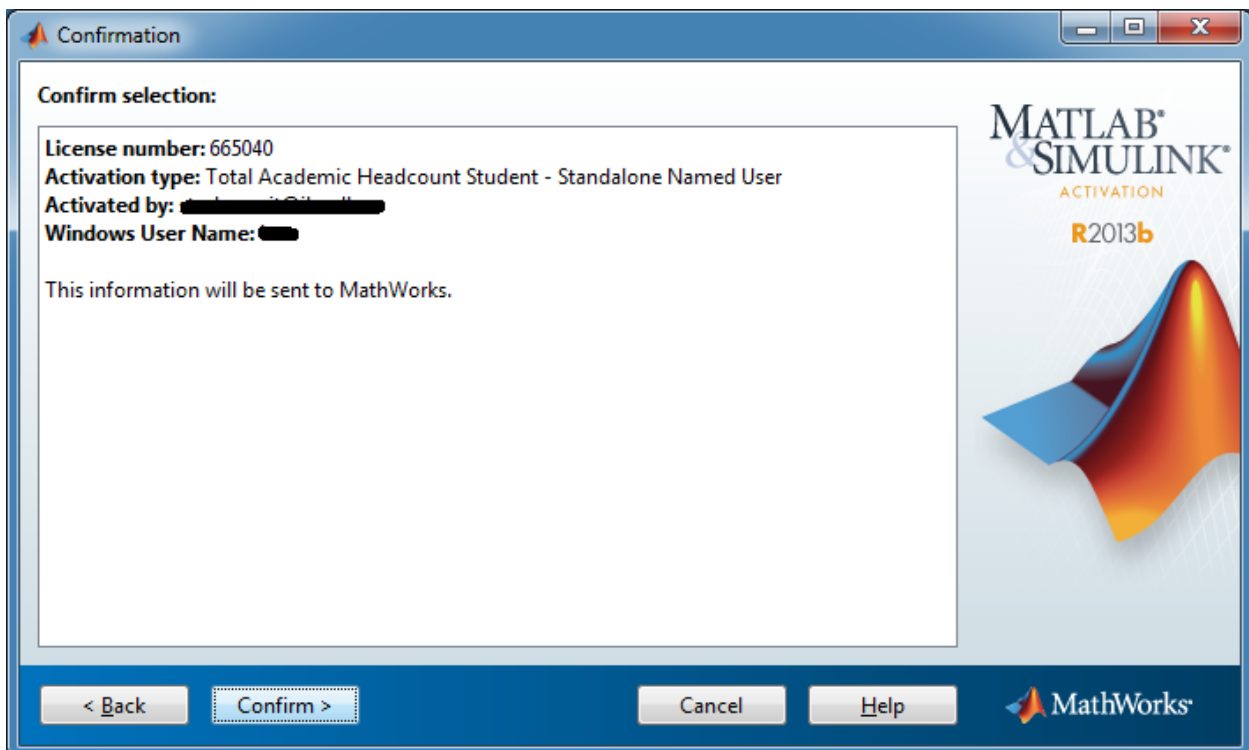 Confirmation
Confirm selection:
License number: 665040
Activation type: Total Academic Headcount Student - Standalone Named User
Activated by:
Windows User Name:
This information will be sent to MathWorks.
MATLAB®
&SIMULINK®
ACTIVATION
R2013b
< Back
Confirm >
Cancel
Help
MathWorks®